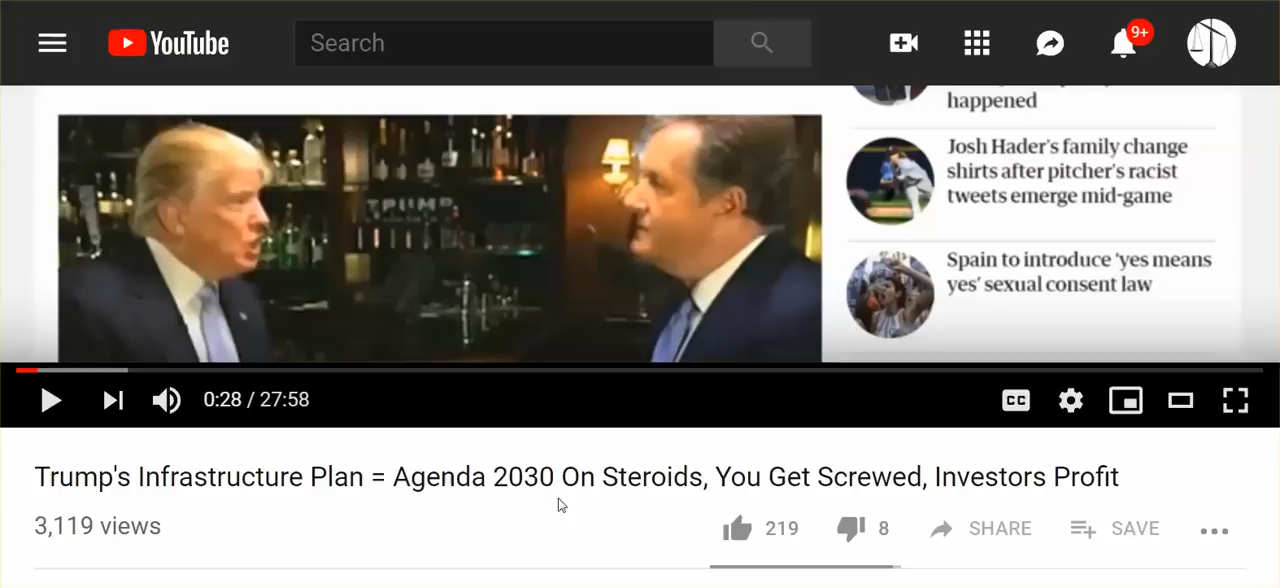 YouTube
Search
9+
happened
Josh Hader's family change
shirts after pitcher's racist
tweets emerge mid-game
Spain to introduce 'yes means
yes' sexual consent law
TRUMP
0:28 / 27:58
CC
Trump's Infrastructure Plan = Agenda 2030 On Steroids, You Get Screwed, Investors Profit
3,119 views
219
8
SHARE
SAVE